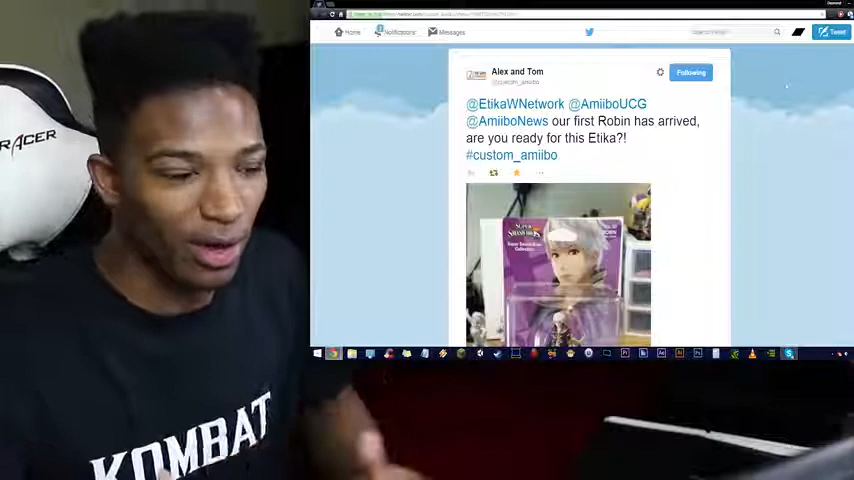 Home
Notifications
Messages
Tweet
Alex and Tom
Following
@EtikaWNetwork @AmiiboUCG
@AmiiboNews our first Robin has arrived,
are you ready for this Etika?!
#custom_amiibo
SUPER
SMASH BROS
ROBIN
RACER
KOMBAT